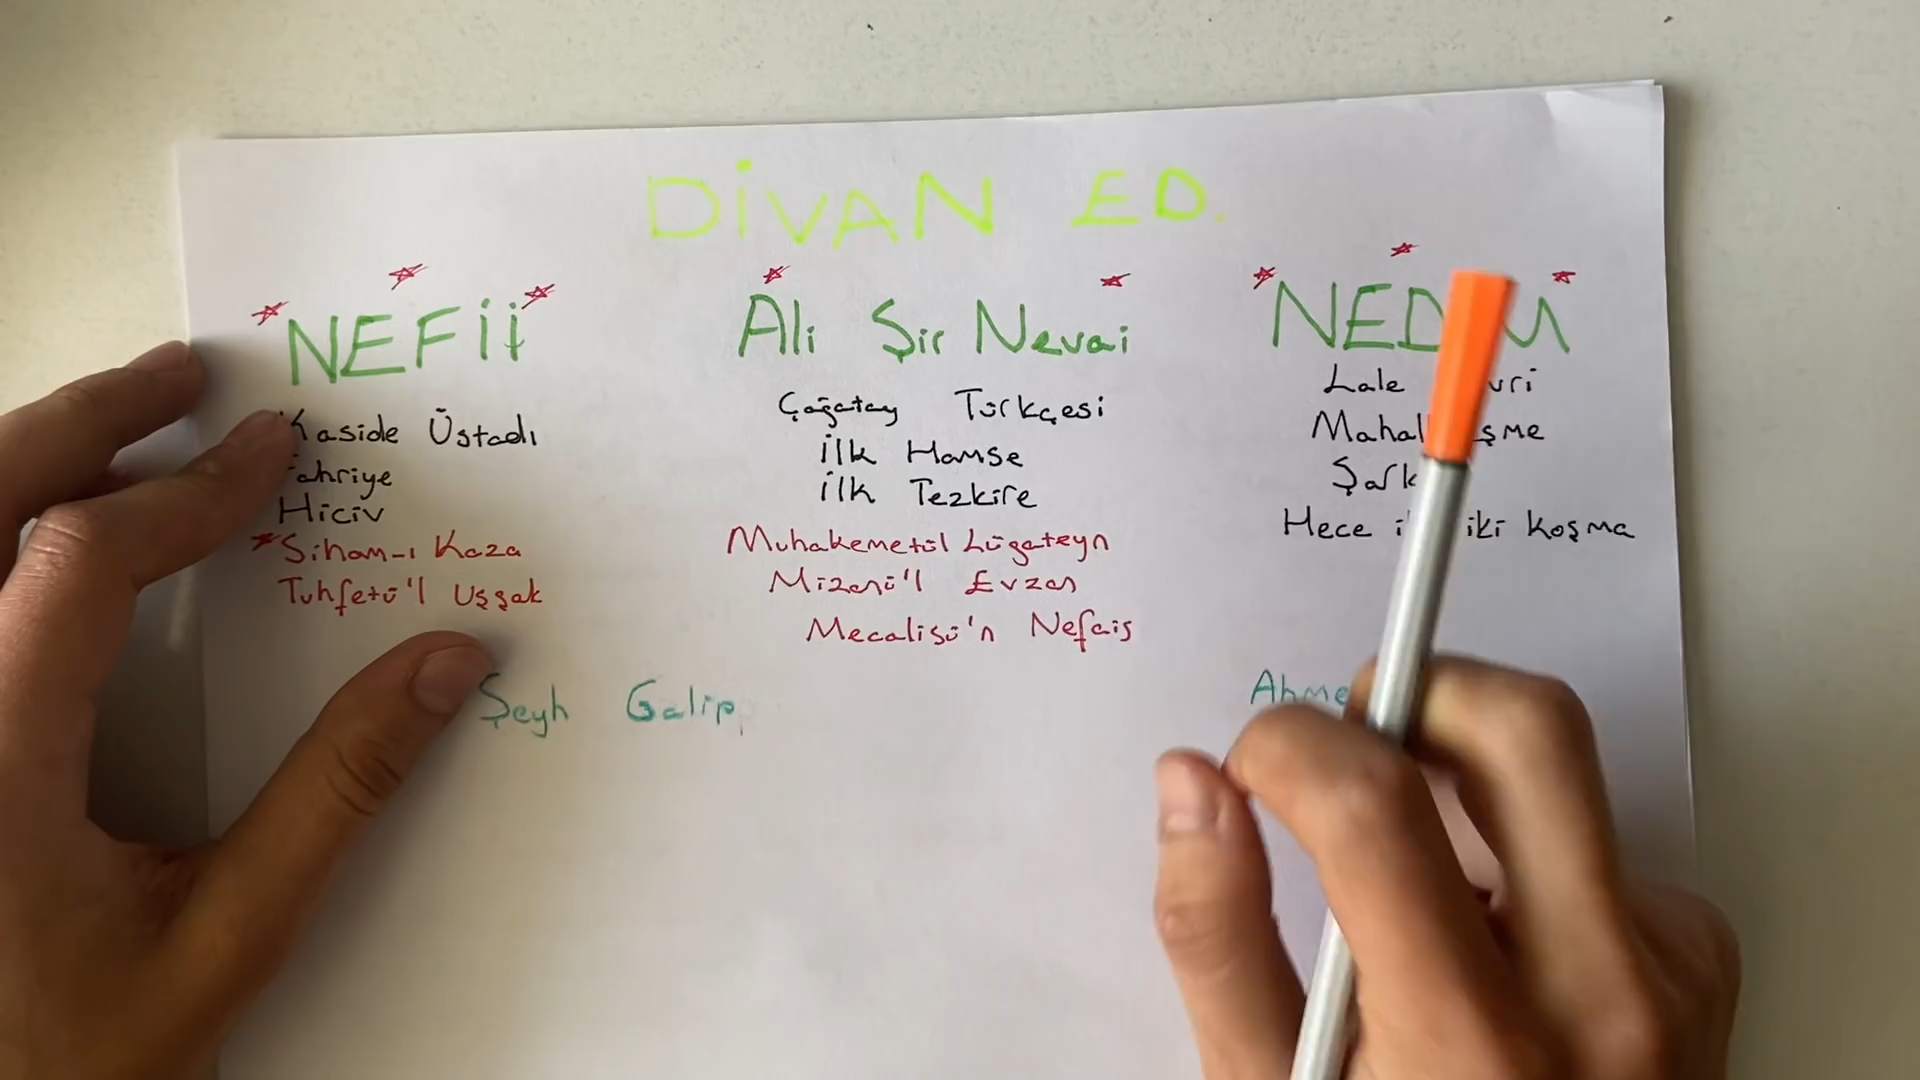 DİVAN ED.
NEFİİ
Kaside Üstadı
Hiciv
Siham-ı Kaza
Tuhfetü'l Uşşak
Ali Şir Nevai
Çağatay Türkçesi
İlk Hamse
İlk Tezkire
Muhakemetül Lügateyn
Mizanü'l Evzan
Mecalisü'n Nefais
Lale
Hece iki koşma
Şeyh Galip